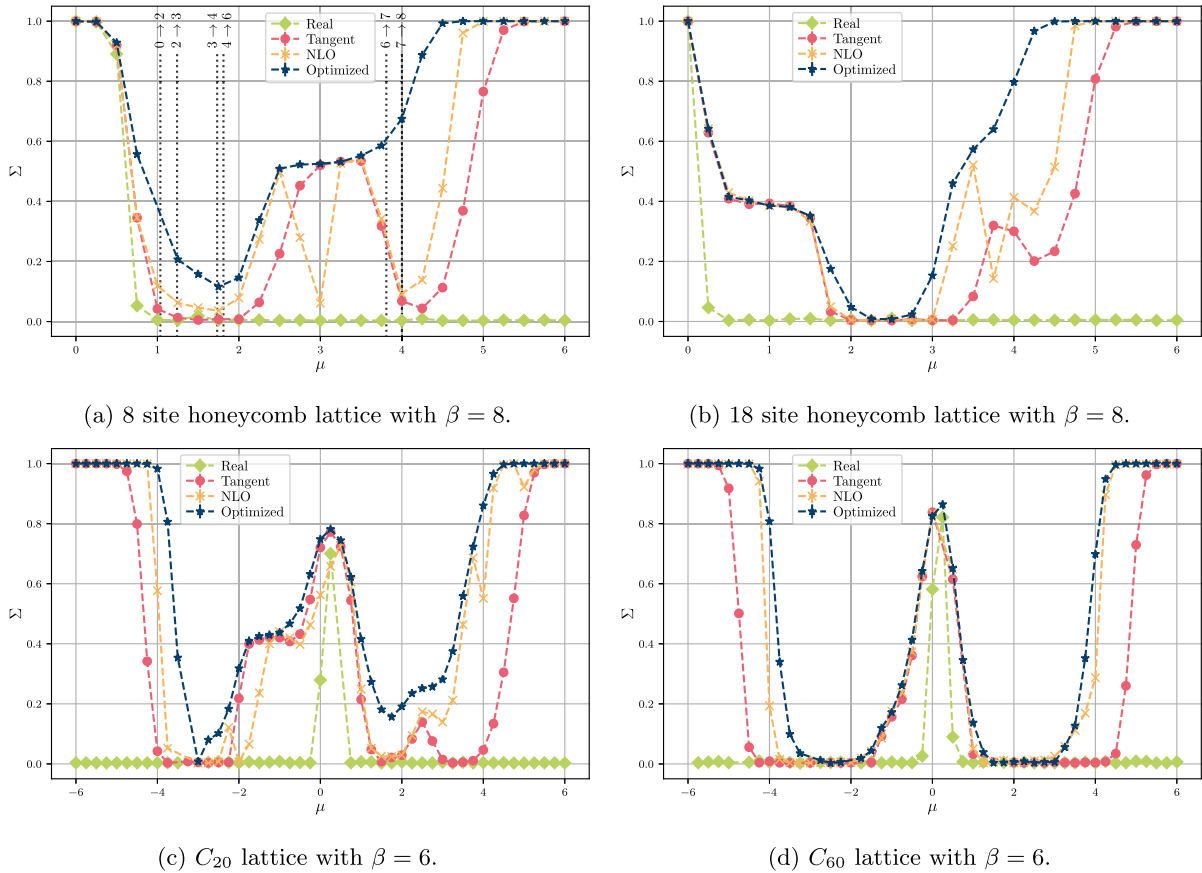 0 → 2
2 → 3
3 → 4
4 → 6
6 → 7
7 → 8
Real
Tangent
NLO
Optimized
1.0
0.8
0.6
0.4
0.2
0.0
Σ
0 1 2 3 4 5 6
μ
(a) 8 site honeycomb lattice with β = 8.
Real
Tangent
NLO
Optimized
1.0
0.8
0.6
0.4
0.2
0.0
Σ
0 1 2 3 4 5 6
μ
(b) 18 site honeycomb lattice with β = 8.
Real
Tangent
NLO
Optimized
1.0
0.8
0.6
0.4
0.2
0.0
Σ
−6 −4 −2 0 2 4 6
μ
(c) C20 lattice with β = 6.
Real
Tangent
NLO
Optimized
1.0
0.8
0.6
0.4
0.2
0.0
Σ
−6 −4 −2 0 2 4 6
μ
(d) C60 lattice with β = 6.